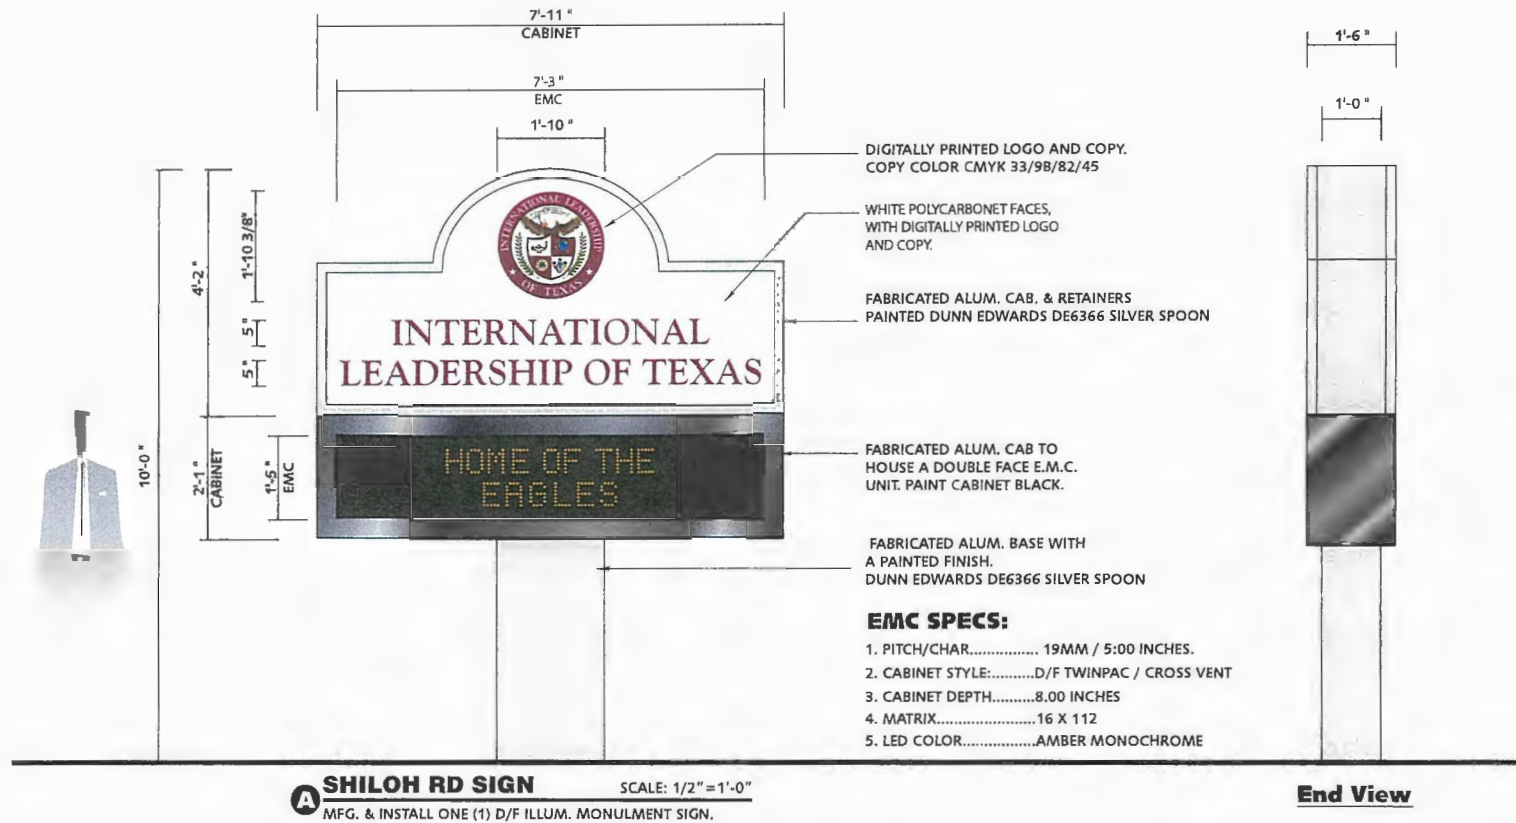 7'-11"
CABINET
7'-3"
EMC
1'-10"
1'-6"
1'-0"
DIGITALLY PRINTED LOGO AND COPY.
COPY COLOR CMYK 33/9B/82/45
WHITE POLYCARBONET FACES,
WITH DIGITALLY PRINTED LOGO
AND COPY.
FABRICATED ALUM. CAB. & RETAINERS
PAINTED DUNN EDWARDS DE6366 SILVER SPOON
INTERNATIONAL LEADERSHIP
★ OF TEXAS ★
INTERNATIONAL
LEADERSHIP OF TEXAS
10'-0"
4'-2"
1'-10 3/8"
5"
5"
2'-1"
CABINET
1'-5"
EMC
HOME OF THE
EAGLES
FABRICATED ALUM. CAB TO
HOUSE A DOUBLE FACE E.M.C.
UNIT. PAINT CABINET BLACK.
FABRICATED ALUM. BASE WITH
A PAINTED FINISH.
DUNN EDWARDS DE6366 SILVER SPOON
EMC SPECS:
1. PITCH/CHAR............... 19MM / 5:00 INCHES.
2. CABINET STYLE:..........D/F TWINPAC / CROSS VENT
3. CABINET DEPTH.........8.00 INCHES
4. MATRIX......................16 X 112
5. LED COLOR.................AMBER MONOCHROME
A SHILOH RD SIGN SCALE: 1/2"=1'-0"
MFG. & INSTALL ONE (1) D/F ILLUM. MONULMENT SIGN.
End View